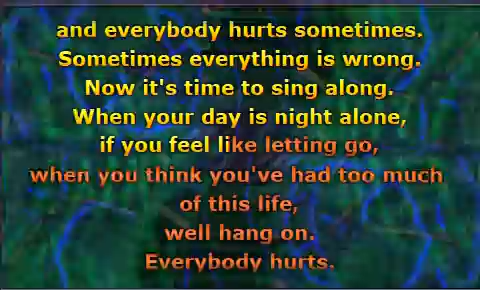 and everybody hurts sometimes.
Sometimes everything is wrong.
Now it's time to sing along.
When your day is night alone,
if you feel like letting go,
when you think you've had too much
of this life,
well hang on.
Everybody hurts.